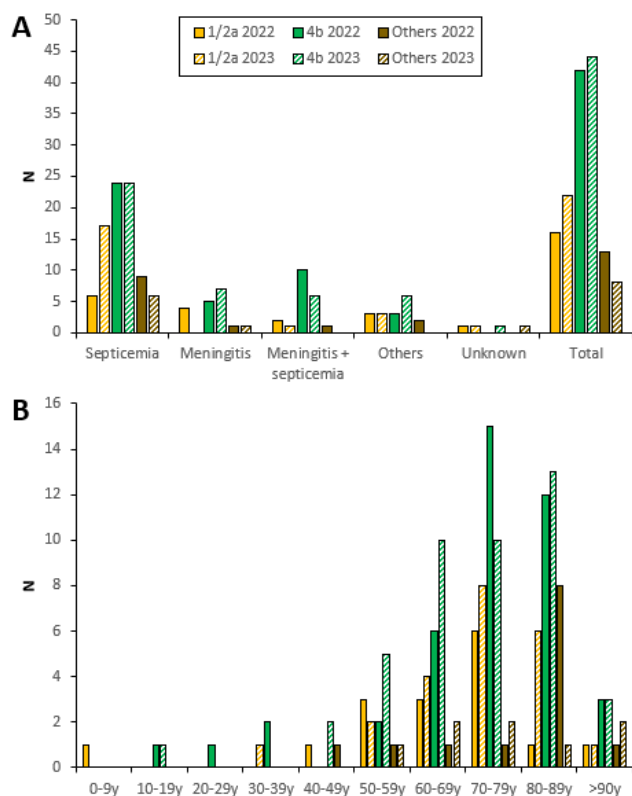 A
50
1/2a 2022 4b 2022 Others 2022
1/2a 2023 4b 2023 Others 2023
45
40
35
30
25
N
20
15
10
5
0
Septicemia Meningitis Meningitis + Others Unknown Total
septicemia
B
16
14
12
10
8
N
6
4
2
0
0-9y 10-19y 20-29y 30-39y 40-49y 50-59y 60-69y 70-79y 80-89y >90y